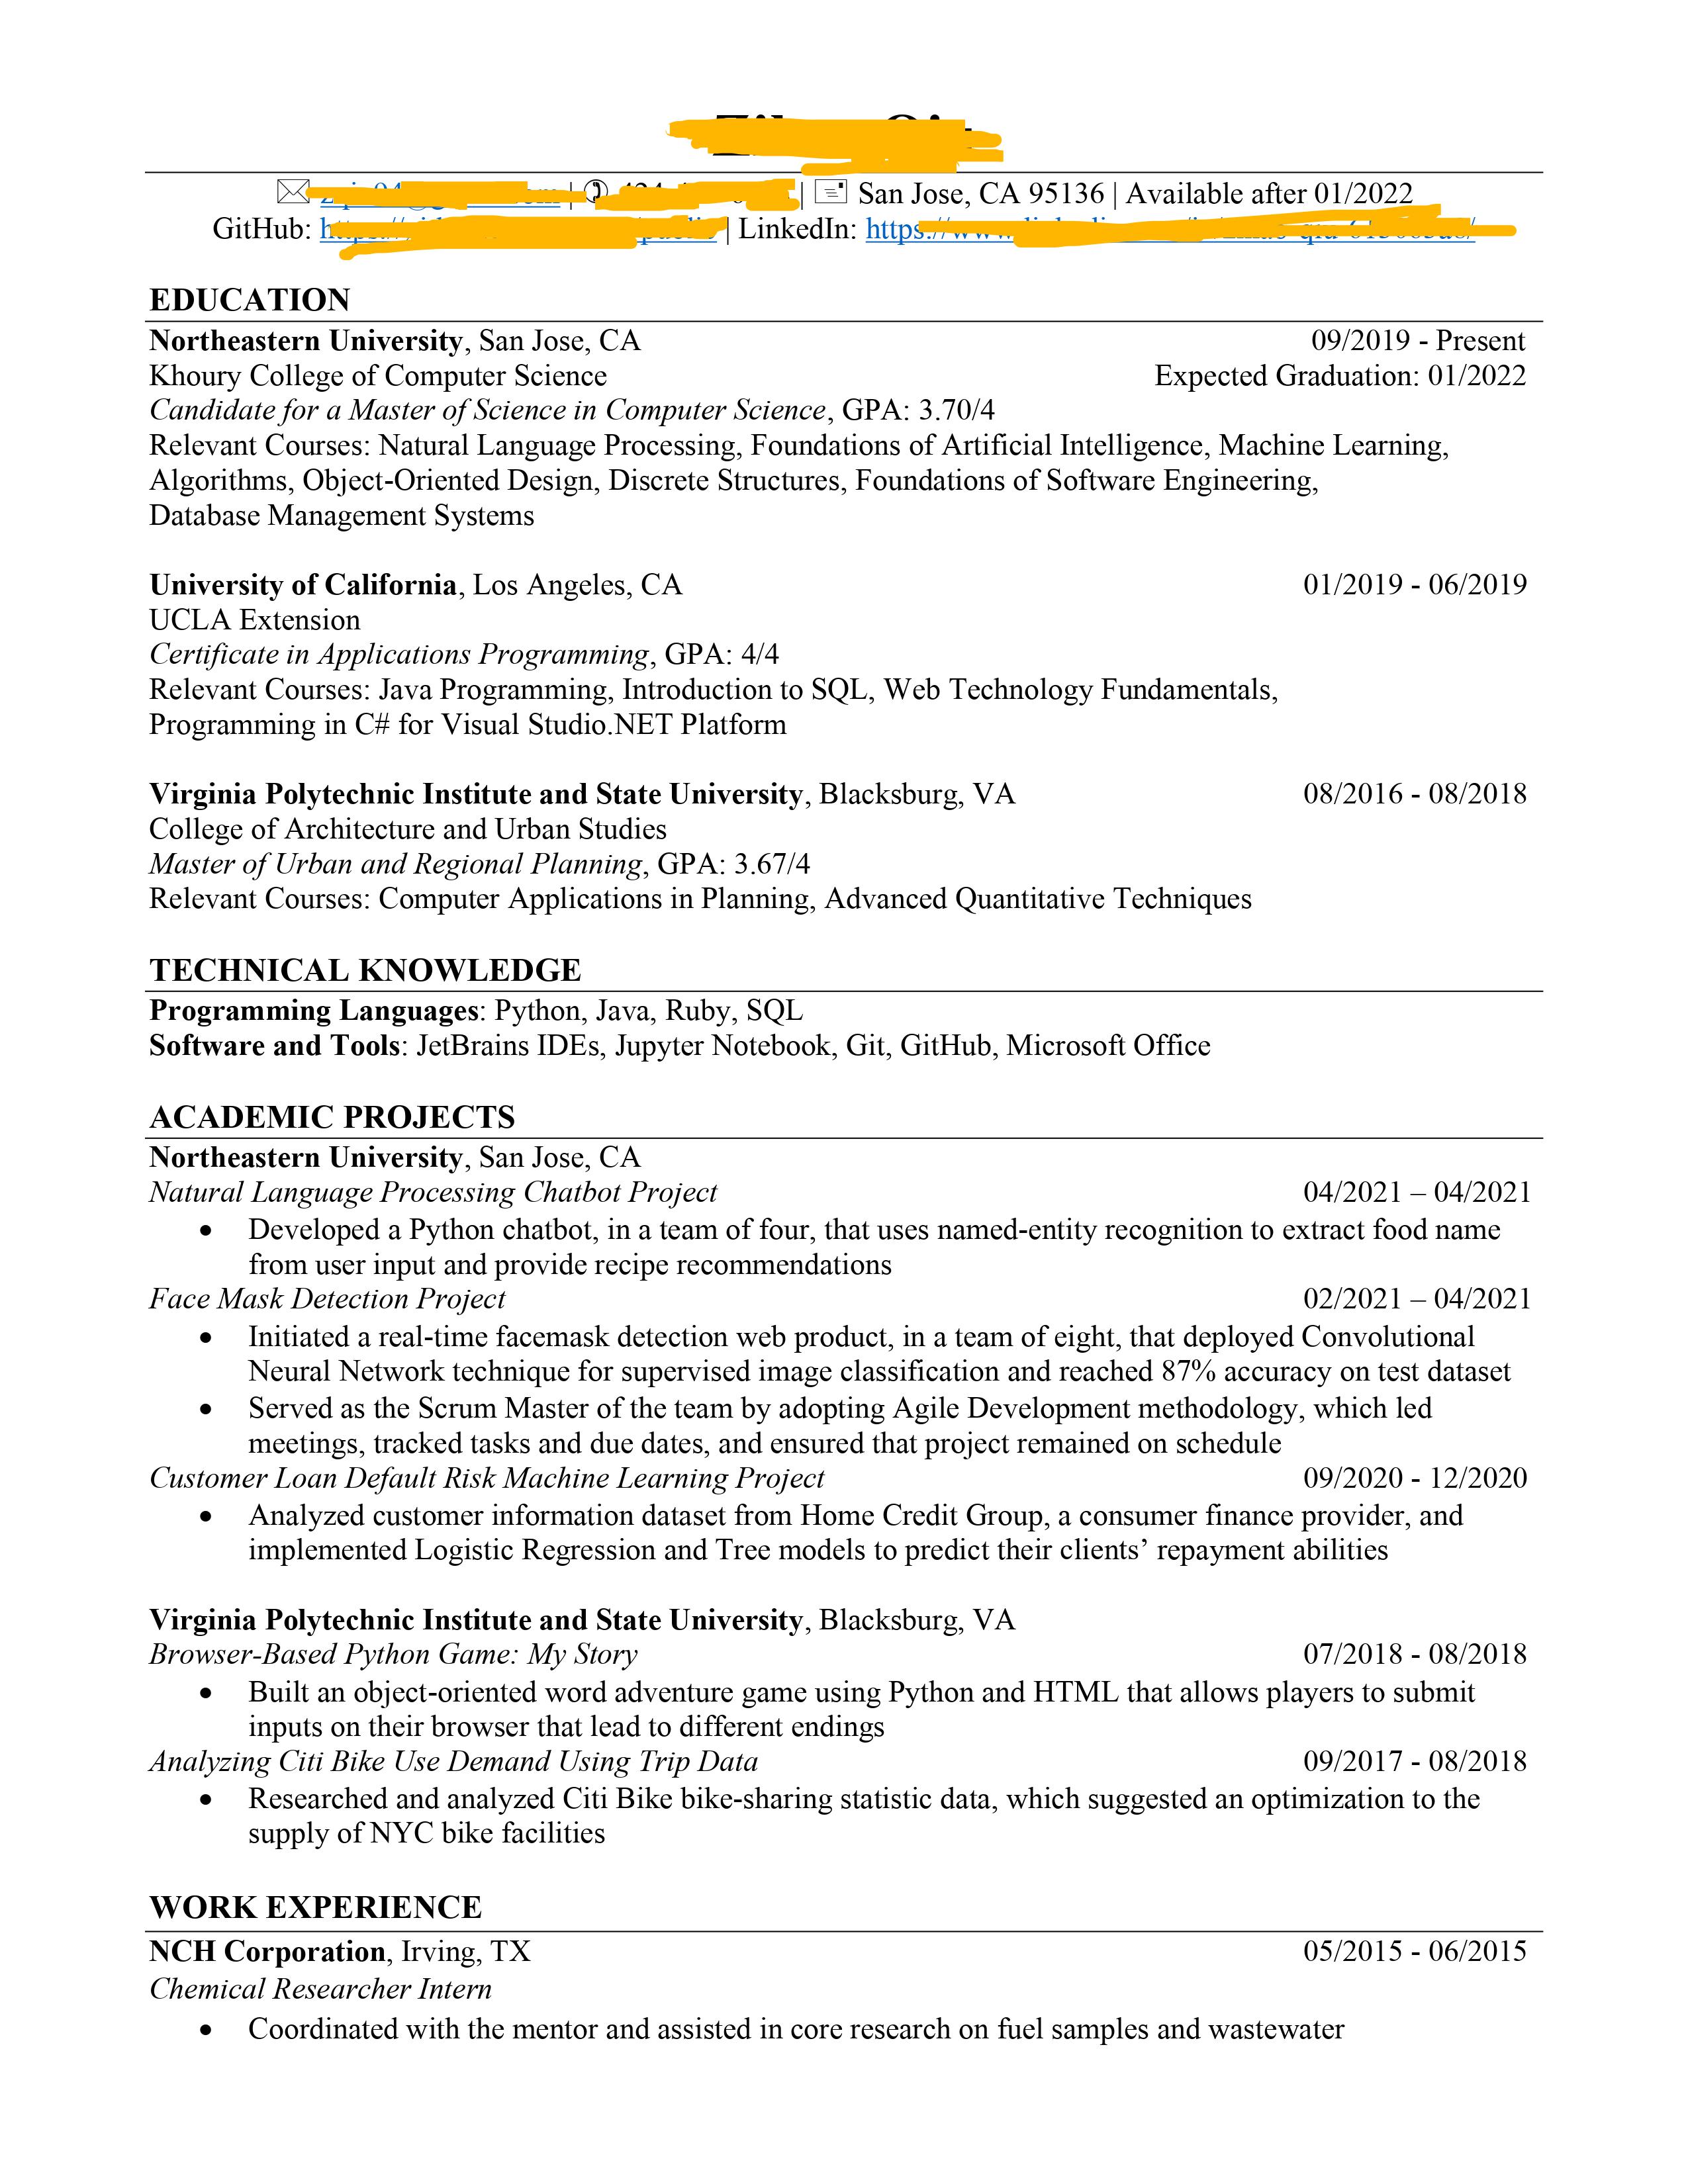 San Jose, CA 95136 | Available after 01/2022
GitHub: | LinkedIn:
EDUCATION
Northeastern University, San Jose, CA 09/2019 - Present
Khoury College of Computer Science Expected Graduation: 01/2022
Candidate for a Master of Science in Computer Science, GPA: 3.70/4
Relevant Courses: Natural Language Processing, Foundations of Artificial Intelligence, Machine Learning,
Algorithms, Object-Oriented Design, Discrete Structures, Foundations of Software Engineering,
Database Management Systems
University of California, Los Angeles, CA 01/2019 - 06/2019
UCLA Extension
Certificate in Applications Programming, GPA: 4/4
Relevant Courses: Java Programming, Introduction to SQL, Web Technology Fundamentals,
Programming in C# for Visual Studio.NET Platform
Virginia Polytechnic Institute and State University, Blacksburg, VA 08/2016 - 08/2018
College of Architecture and Urban Studies
Master of Urban and Regional Planning, GPA: 3.67/4
Relevant Courses: Computer Applications in Planning, Advanced Quantitative Techniques
TECHNICAL KNOWLEDGE
Programming Languages: Python, Java, Ruby, SQL
Software and Tools: JetBrains IDEs, Jupyter Notebook, Git, GitHub, Microsoft Office
ACADEMIC PROJECTS
Northeastern University, San Jose, CA
Natural Language Processing Chatbot Project 04/2021 – 04/2021
• Developed a Python chatbot, in a team of four, that uses named-entity recognition to extract food name
from user input and provide recipe recommendations
Face Mask Detection Project 02/2021 – 04/2021
• Initiated a real-time facemask detection web product, in a team of eight, that deployed Convolutional
Neural Network technique for supervised image classification and reached 87% accuracy on test dataset
• Served as the Scrum Master of the team by adopting Agile Development methodology, which led
meetings, tracked tasks and due dates, and ensured that project remained on schedule
Customer Loan Default Risk Machine Learning Project 09/2020 - 12/2020
• Analyzed customer information dataset from Home Credit Group, a consumer finance provider, and
implemented Logistic Regression and Tree models to predict their clients’ repayment abilities
Virginia Polytechnic Institute and State University, Blacksburg, VA
Browser-Based Python Game: My Story 07/2018 - 08/2018
• Built an object-oriented word adventure game using Python and HTML that allows players to submit
inputs on their browser that lead to different endings
Analyzing Citi Bike Use Demand Using Trip Data 09/2017 - 08/2018
• Researched and analyzed Citi Bike bike-sharing statistic data, which suggested an optimization to the
supply of NYC bike facilities
WORK EXPERIENCE
NCH Corporation, Irving, TX 05/2015 - 06/2015
Chemical Researcher Intern
• Coordinated with the mentor and assisted in core research on fuel samples and wastewater